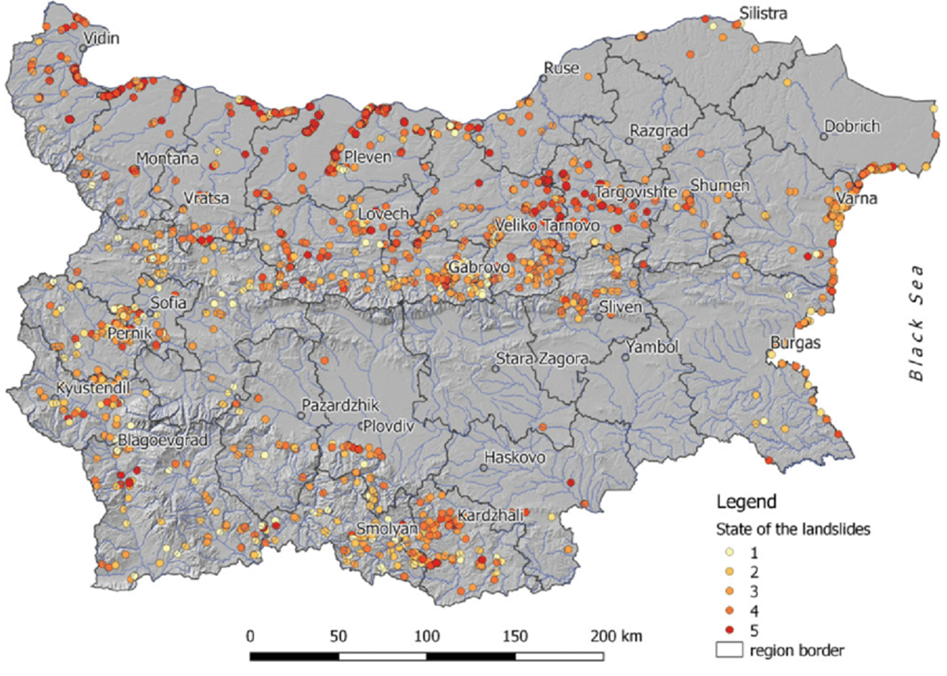 Silistra
Vidin
Ruse
Dobrich
Razgrad
Montana
Pleven
Targovishte
Shumen
Vratsa
Varna
Lovech
Veliko Tarnovo
Gabrovo
Black Sea
Sofia
Sliven
Pernik
Burgas
Yambol
Stara Zagora
Kyustendil
Pazardzhik
Plovdiv
Blagoevgrad
Haskovo
Kardzhali
Smolyan
Legend
State of the landslides
1
2
3
4
5
region border
0 50 100 150 200 km